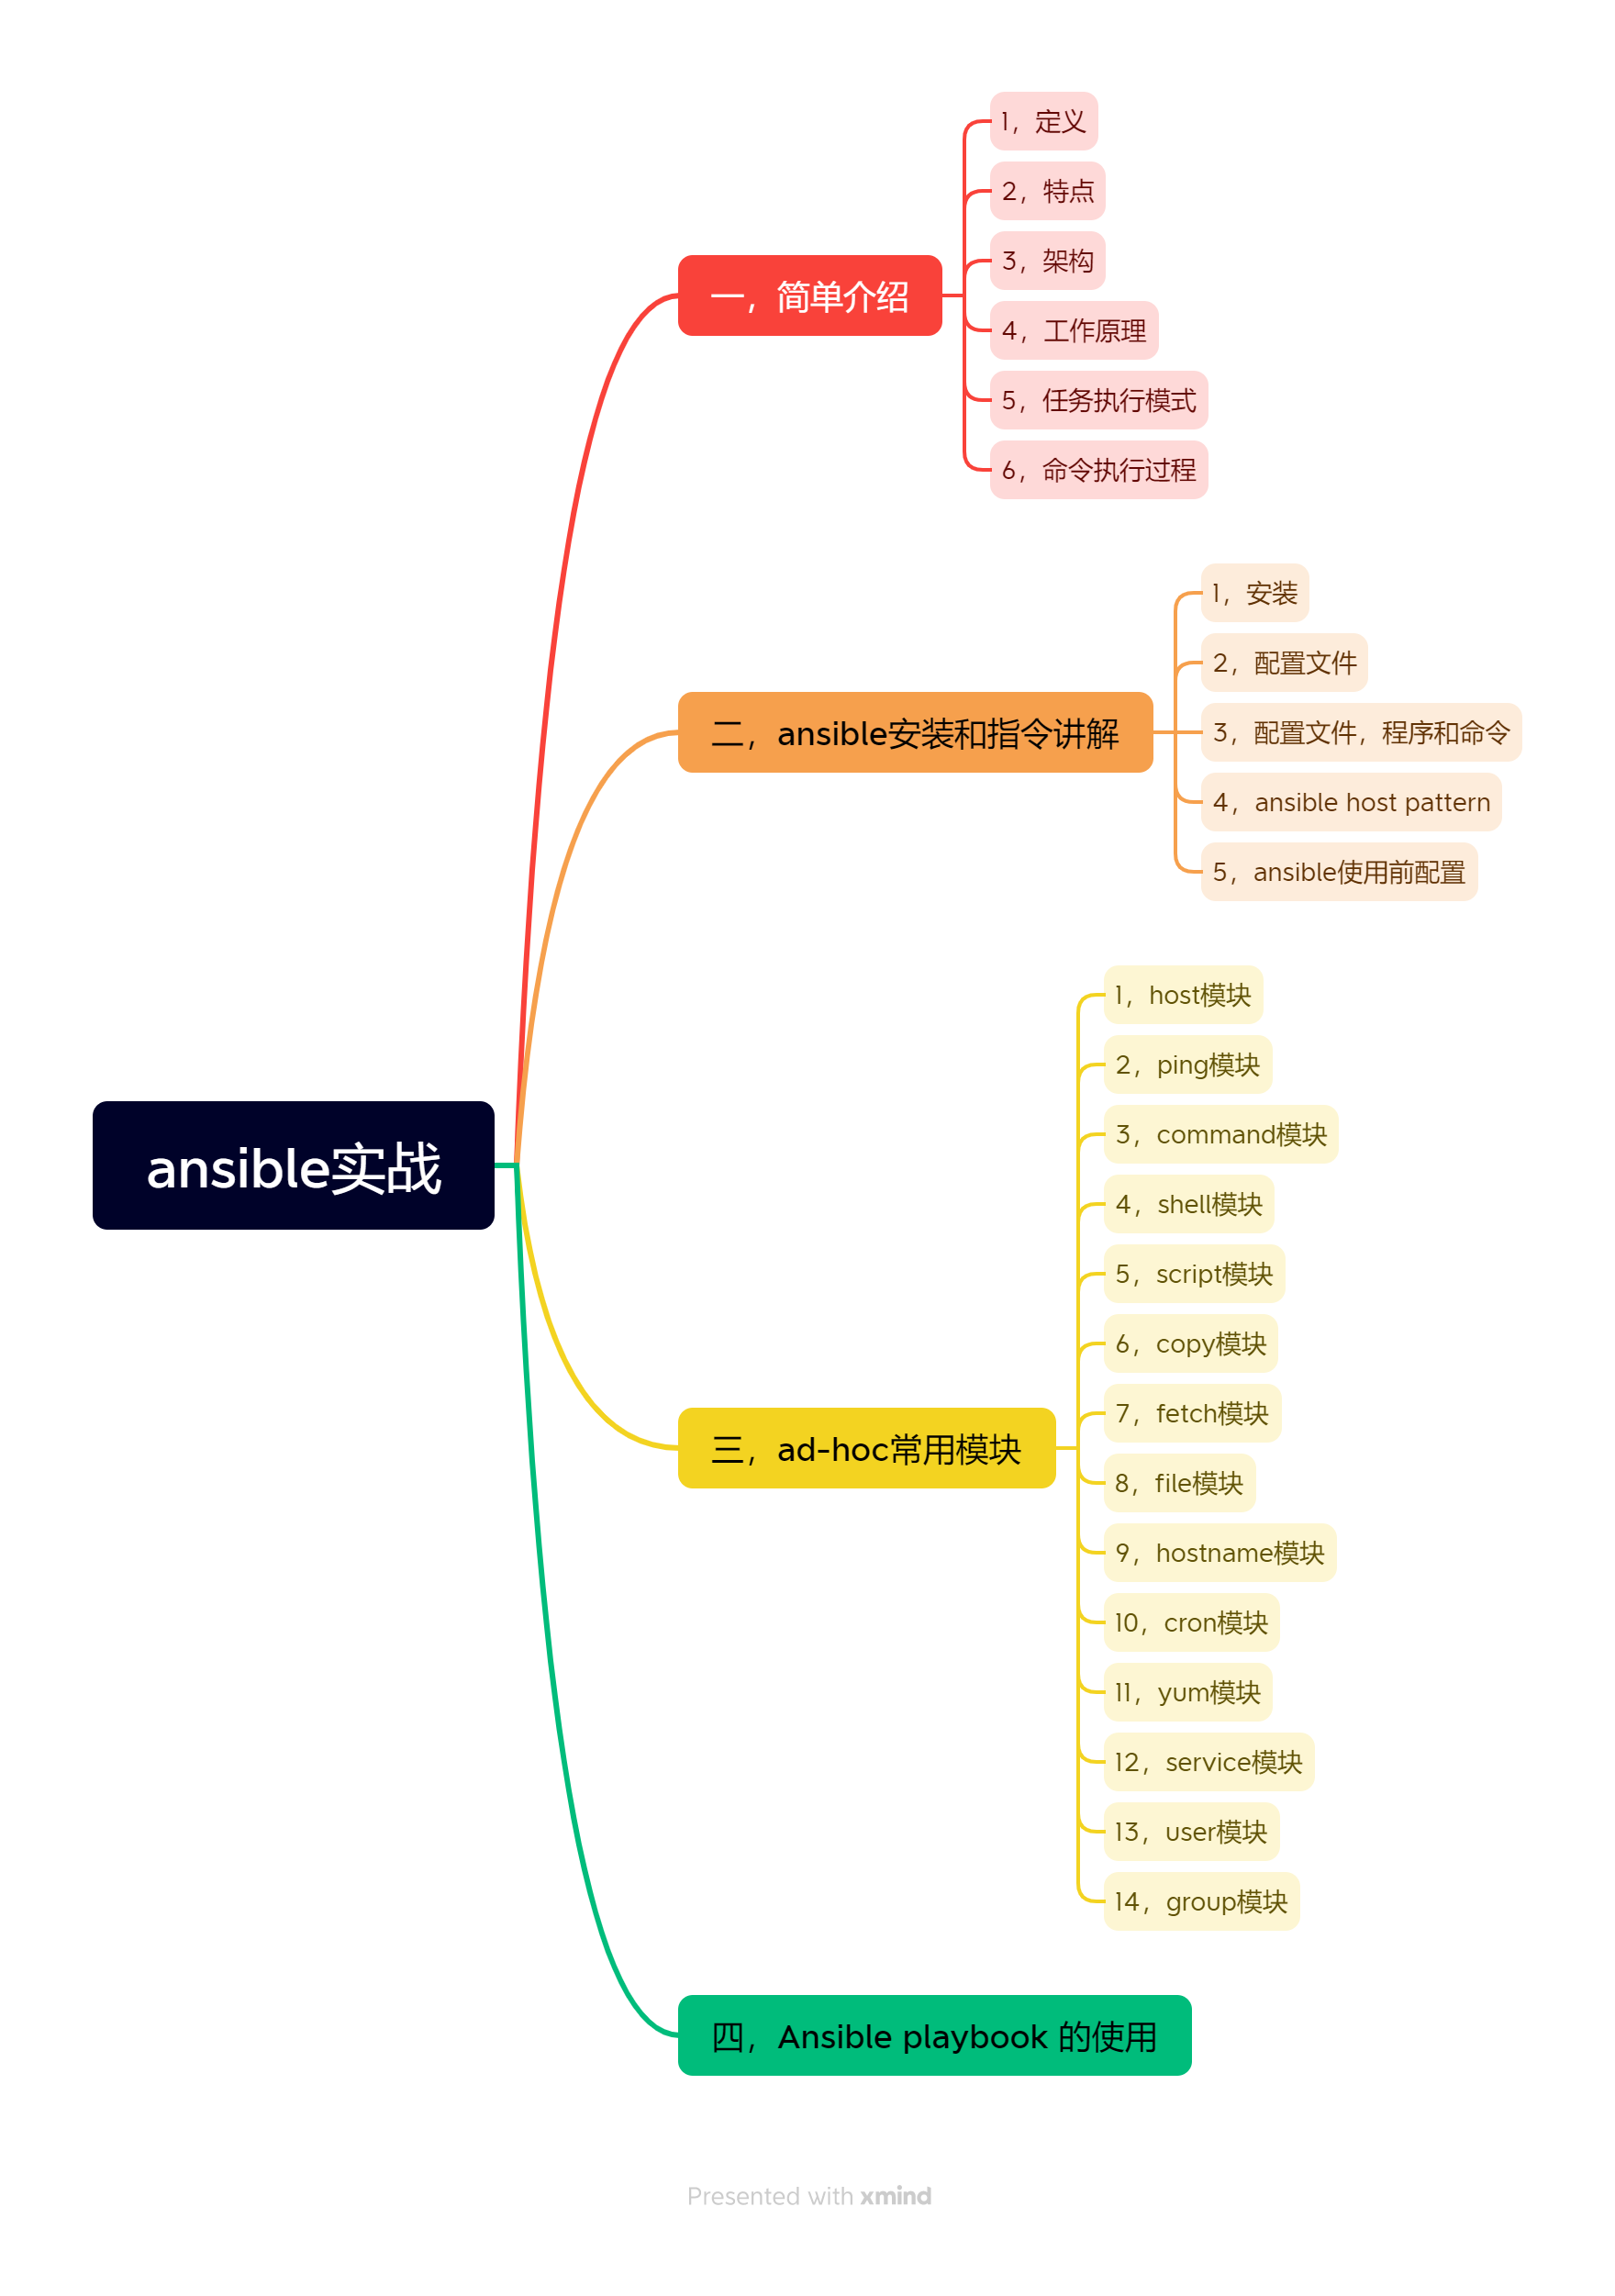 ansible实战
一，简单介绍
1，定义
2，特点
3，架构
4，工作原理
5，任务执行模式
6，命令执行过程
二，ansible安装和指令讲解
1，安装
2，配置文件
3，配置文件，程序和命令
4，ansible host pattern
5，ansible使用前配置
三，ad-hoc常用模块
1，host模块
2，ping模块
3，command模块
4，shell模块
5，script模块
6，copy模块
7，fetch模块
8，file模块
9，hostname模块
10，cron模块
11，yum模块
12，service模块
13，user模块
14，group模块
四，Ansible playbook 的使用
Presented with xmind